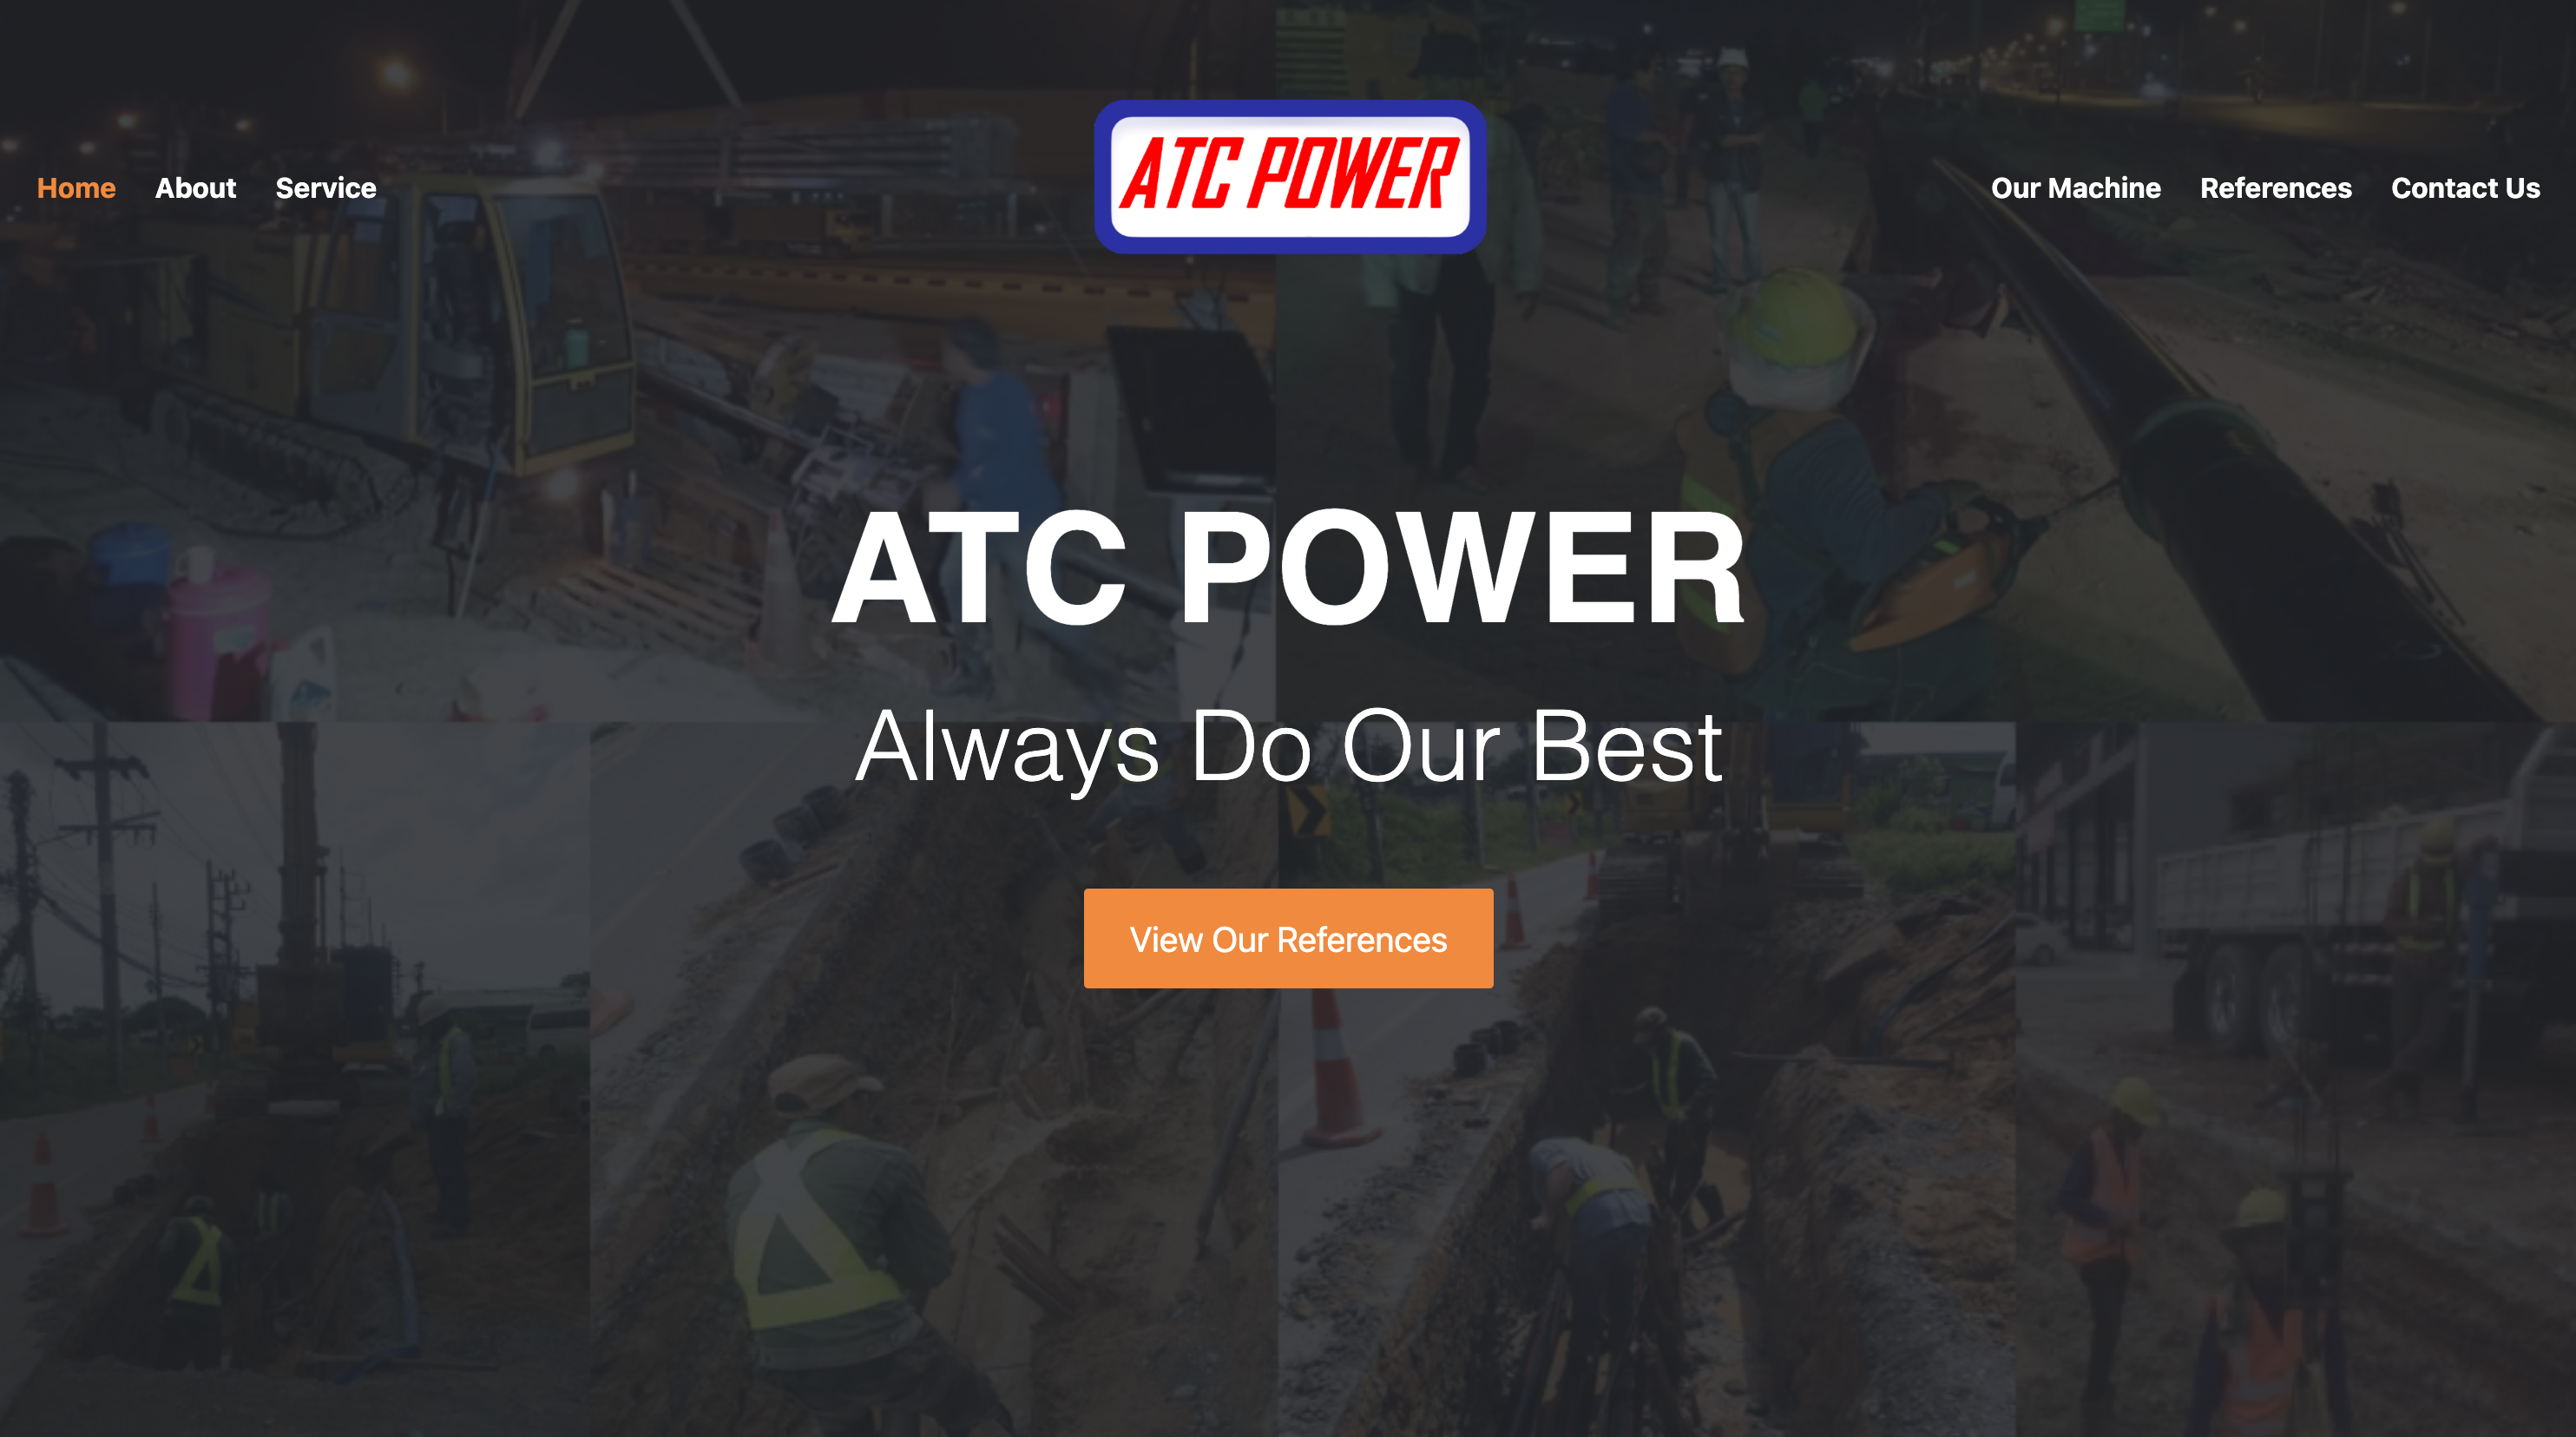 Home
About
Service
ATC POWER
Our Machine
References
Contact Us
ATC POWER
Always Do Our Best
View Our References